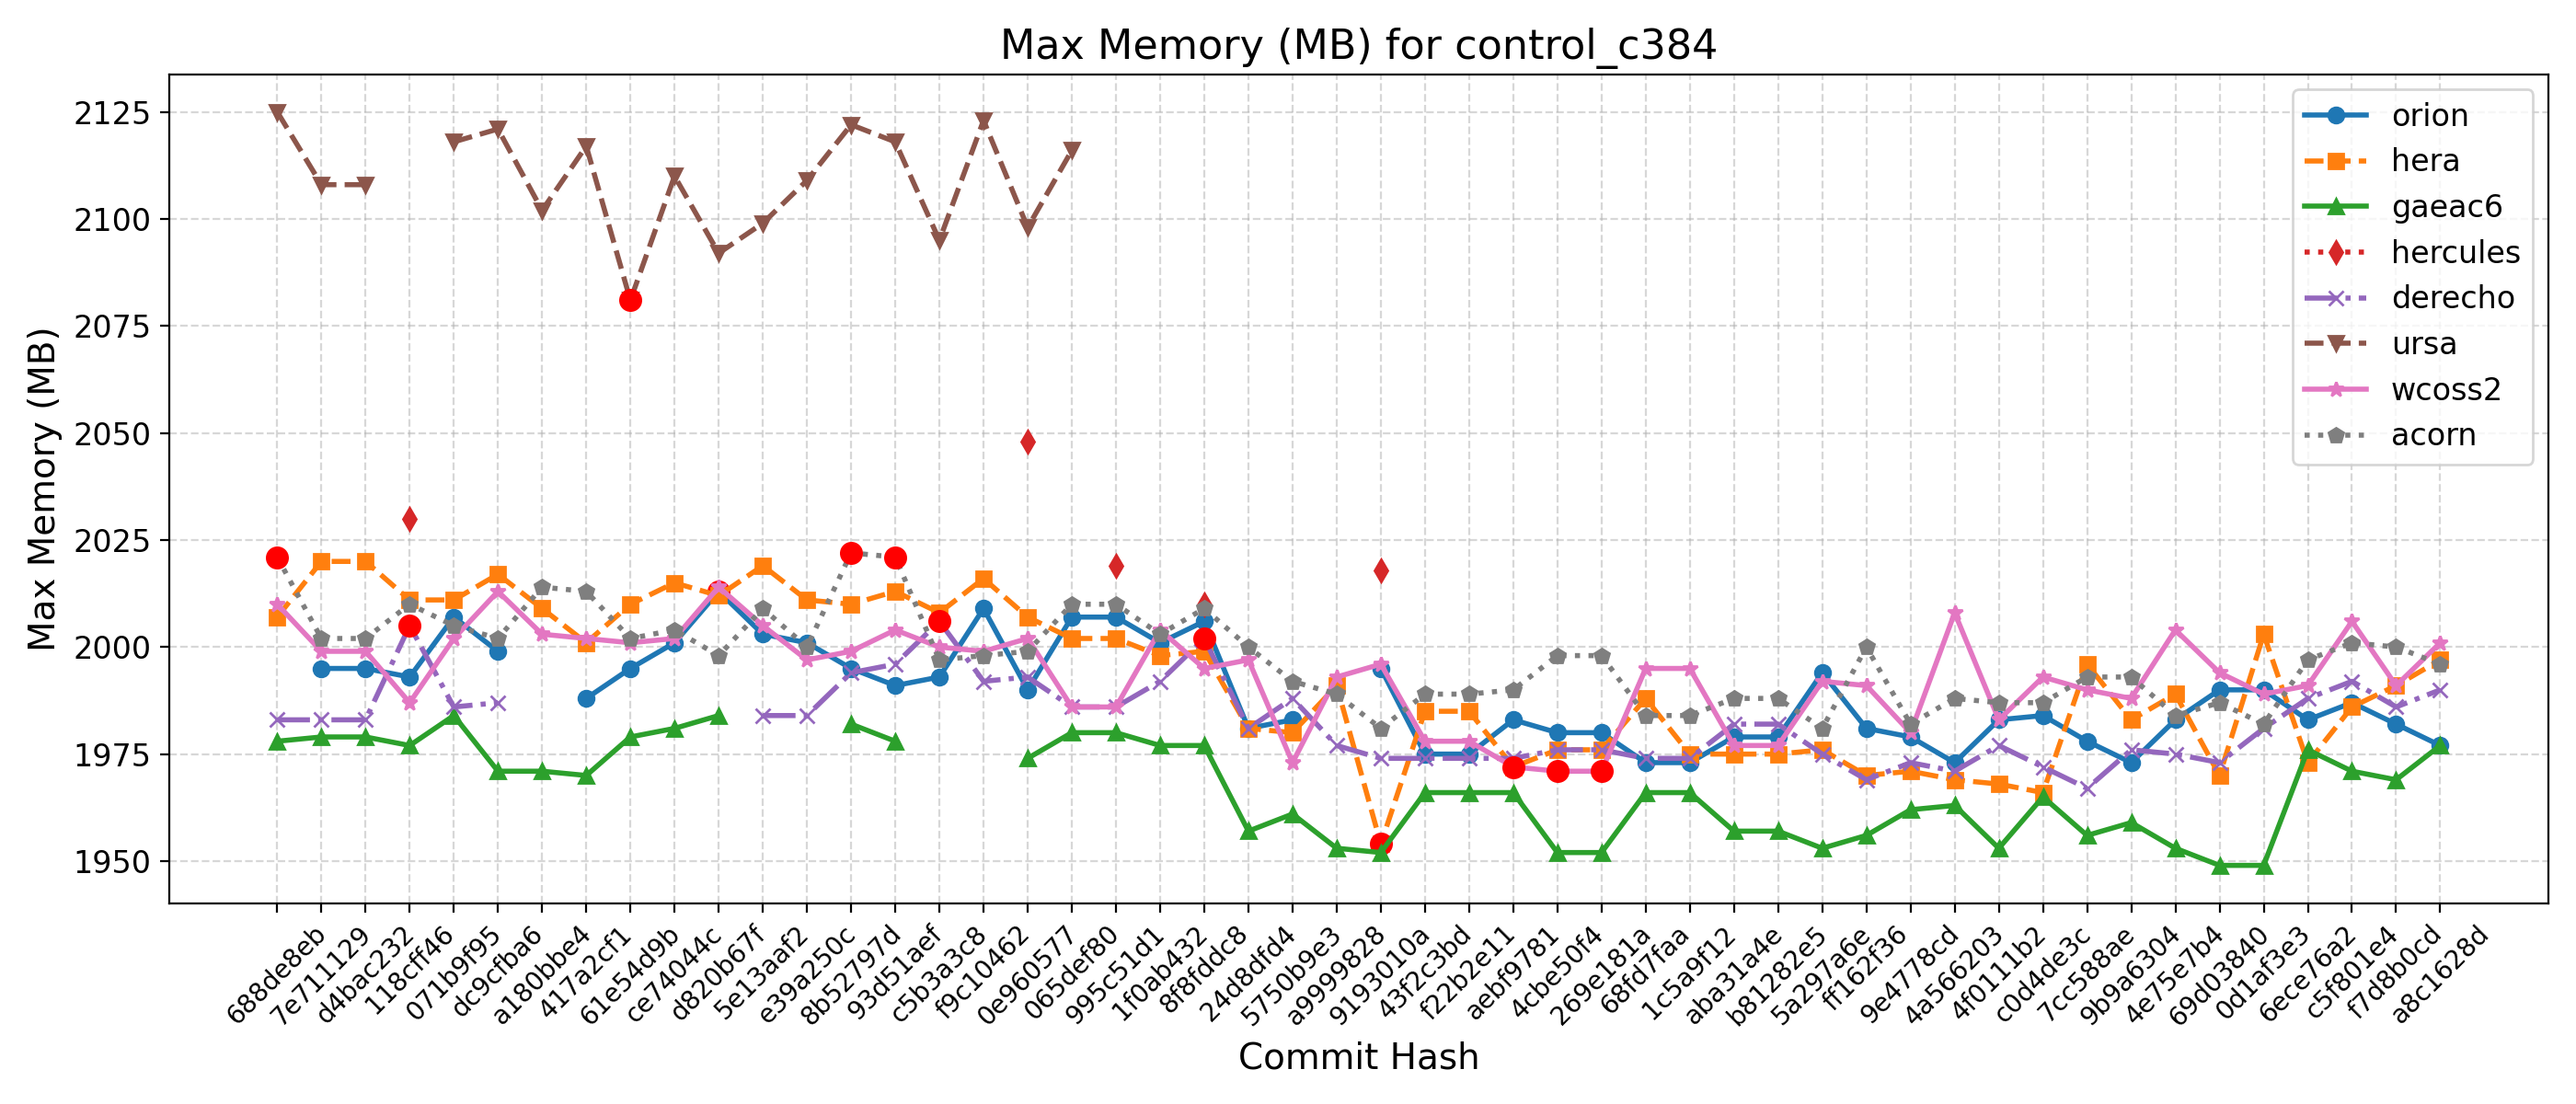 Max Memory (MB) for control_c384
Max Memory (MB)
2125
2100
2075
2050
2025
2000
1975
1950
orion
hera
gaeac6
hercules
derecho
ursa
wcoss2
acorn
688de8eb
7e711129
d4bac232
118cff46
071b9f95
dc9cfba6
a180bbe4
417a2cf1
61e54d9b
ce74044c
d820b67f
5e13aaf2
e39a250c
8b52797d
93d51aef
c5b3a3c8
f9c10462
0e960577
065def80
995c51d1
1f0ab432
8f8fddc8
24d8dfd4
5750b9e3
a9999828
9193010a
43f2c3bd
f22b2e11
aebf9781
4cbe50f4
269e181a
68fd7faa
1c5a9f12
aba31a4e
b81282e5
5a297a6e
ff162f36
9e4778cd
4a566203
4f0111b2
c0d4de3c
7cc588ae
9b9a6304
4e75e7b4
69d03840
0d1af3e3
6ece76a2
c5f801e4
f7d8b0cd
a8c1628d
Commit Hash